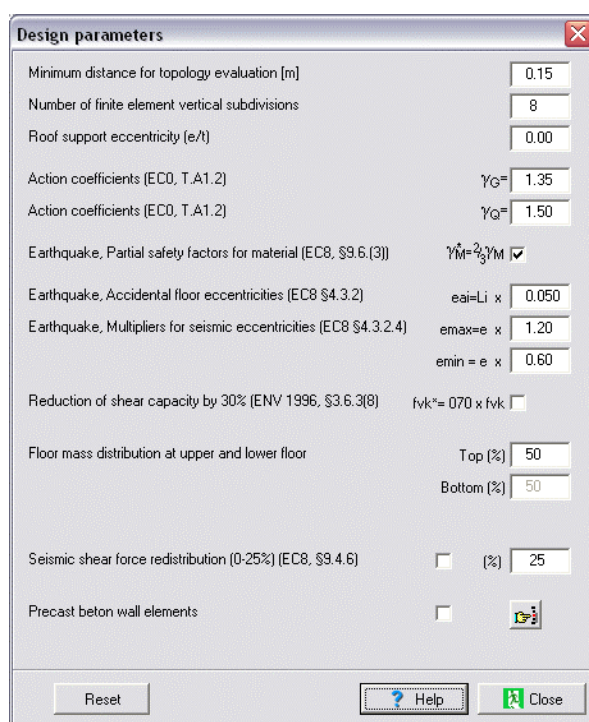 Design parameters
Minimum distance for topology evaluation [m] 0.15
Number of finite element vertical subdivisions 8
Roof support eccentricity (e/t) 0.00
Action coefficients (EC0, T.A1.2) γG= 1.35
Action coefficients (EC0, T.A1.2) γQ= 1.50
Earthquake, Partial safety factors for material (EC8, §9.6.(3)) γM*=2/3γM
Earthquake, Accidental floor eccentricities (EC8 §4.3.2) eai=Li x 0.050
Earthquake, Multipliers for seismic eccentricities (EC8 §4.3.2.4) emax=e x 1.20
emin = e x 0.60
Reduction of shear capacity by 30% (ENV 1996, §3.6.3(8) fvk*= 070 x fvk
Floor mass distribution at upper and lower floor Top (%) 50
Bottom (%) 50
Seismic shear force redistribution (0-25%) (EC8, §9.4.6) (%) 25
Precast beton wall elements
Reset ? Help Close